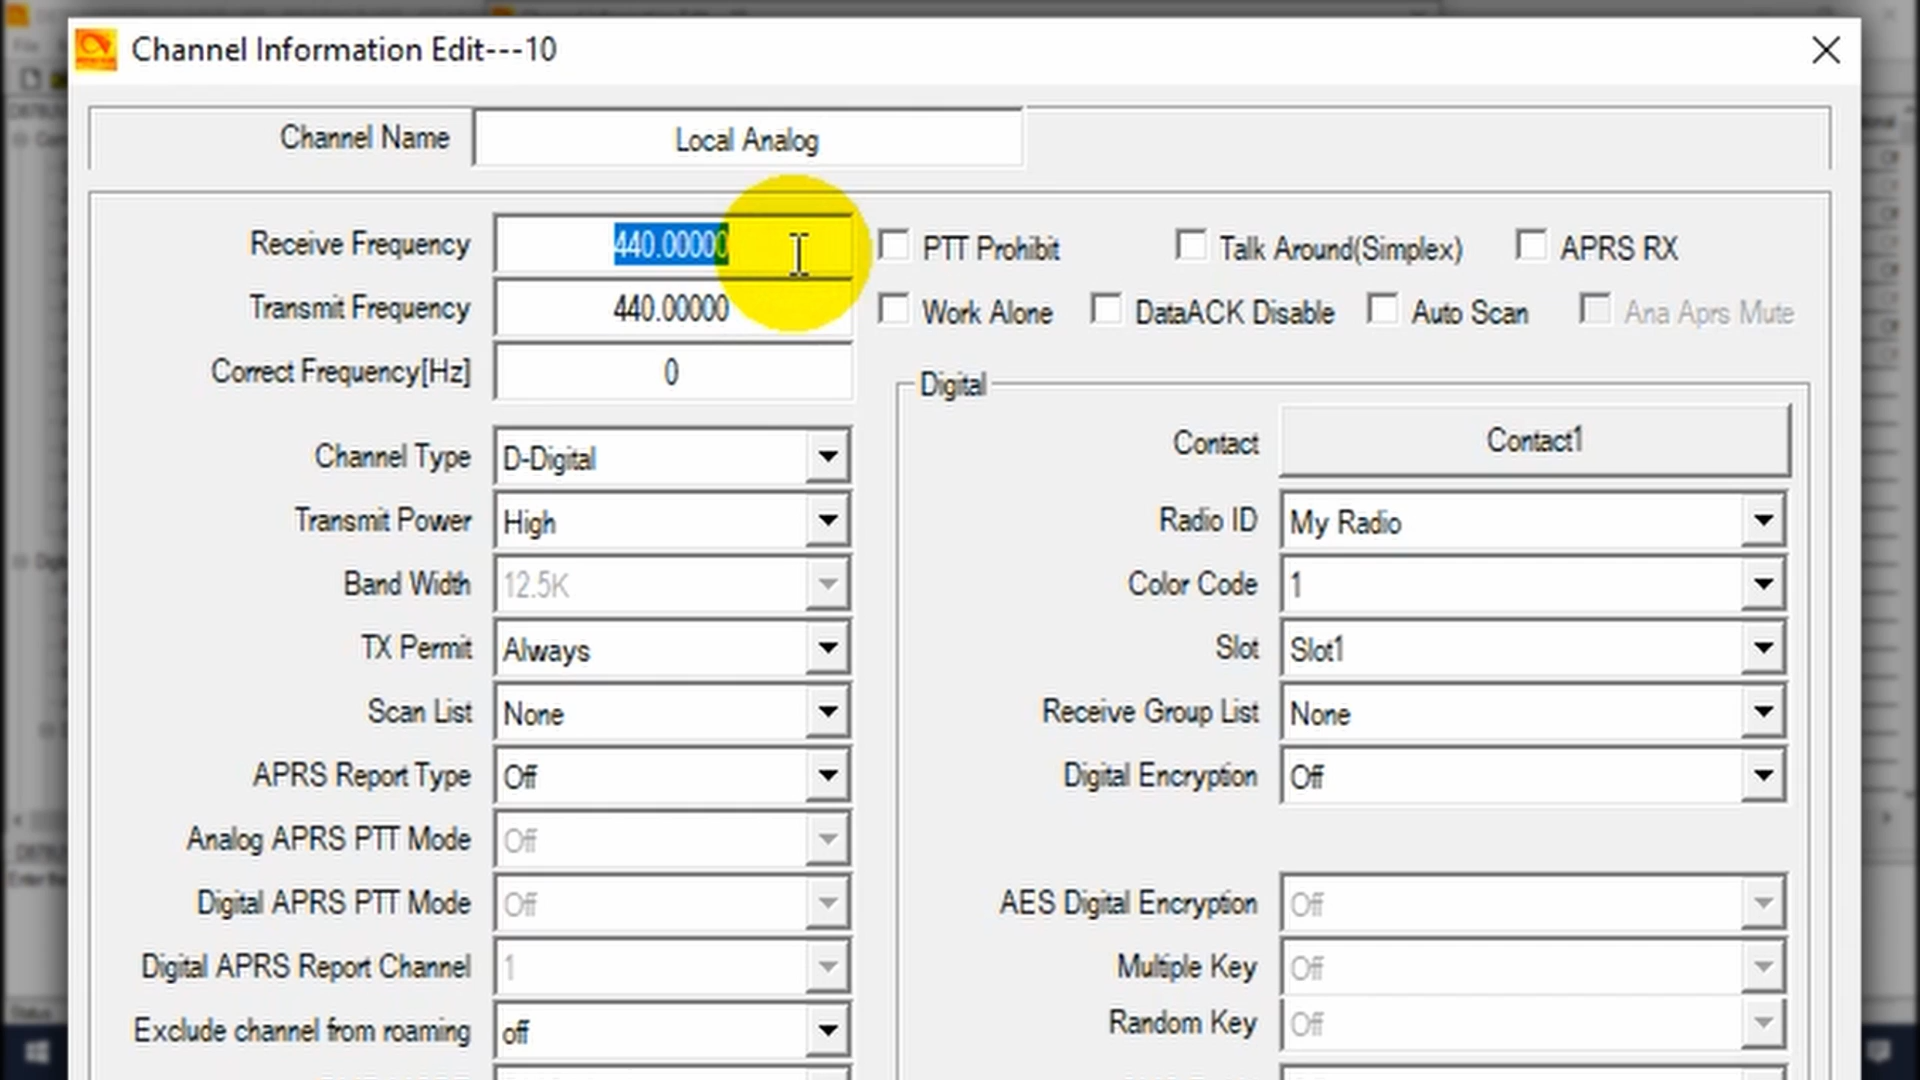 Channel Information Edit---10
Channel Name Local Analog
Receive Frequency 440.00000 PTT Prohibit Talk Around(Simplex) APRS RX
Transmit Frequency 440.00000 Work Alone DataACK Disable Auto Scan Ana Aprs Mute
Correct Frequency[Hz] 0
Digital
Channel Type D-Digital Contact Contact1
Transmit Power High Radio ID My Radio
Band Width 12.5K Color Code 1
TX Permit Always Slot Slot1
Scan List None Receive Group List None
APRS Report Type Off Digital Encryption Off
Analog APRS PTT Mode Off
Digital APRS PTT Mode Off AES Digital Encryption Off
Digital APRS Report Channel 1 Multiple Key Off
Exclude channel from roaming off Random Key Off